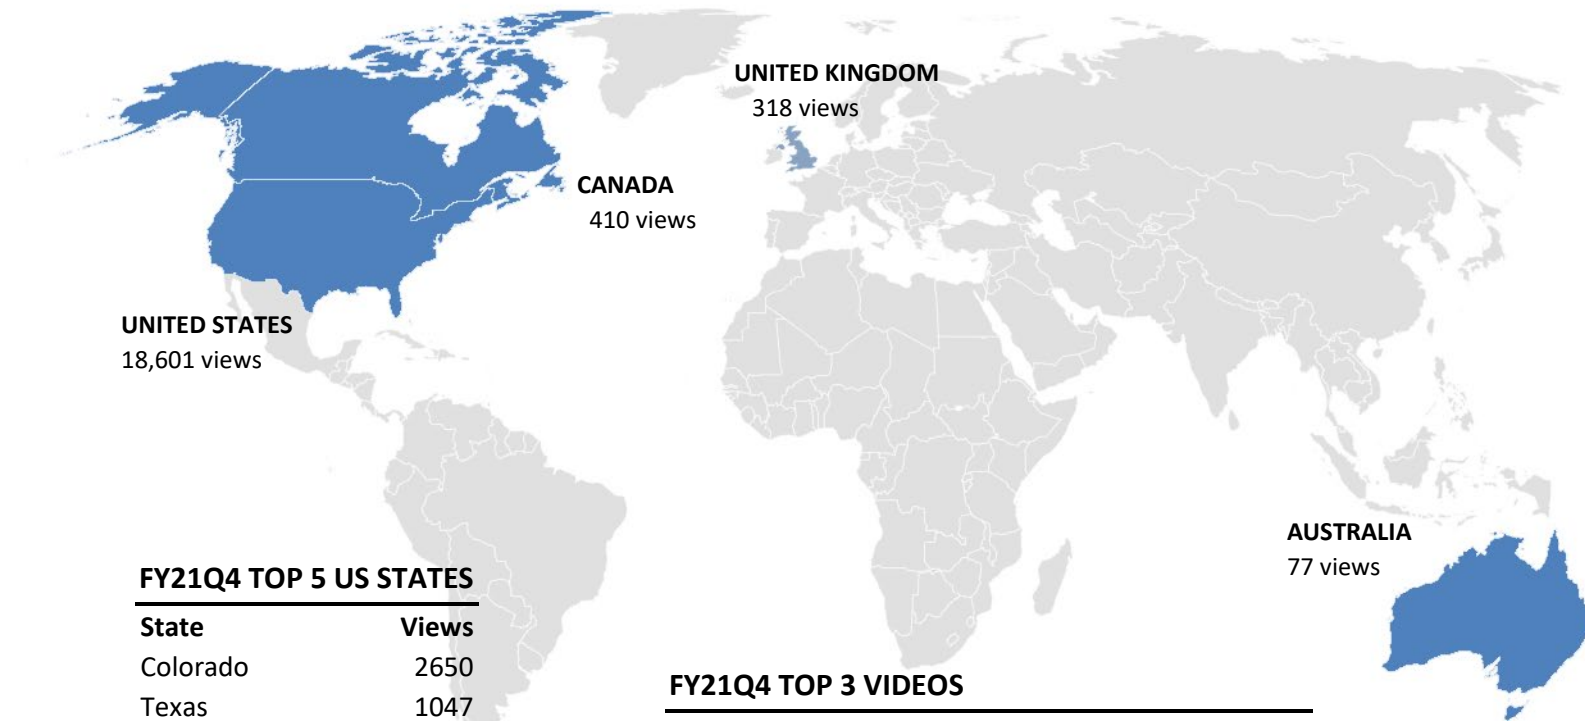 UNITED KINGDOM
318 views
CANADA
410 views
UNITED STATES
18,601 views
AUSTRALIA
77 views
FY21Q4 TOP 5 US STATES
State Views
Colorado 2650
Texas 1047
FY21Q4 TOP 3 VIDEOS